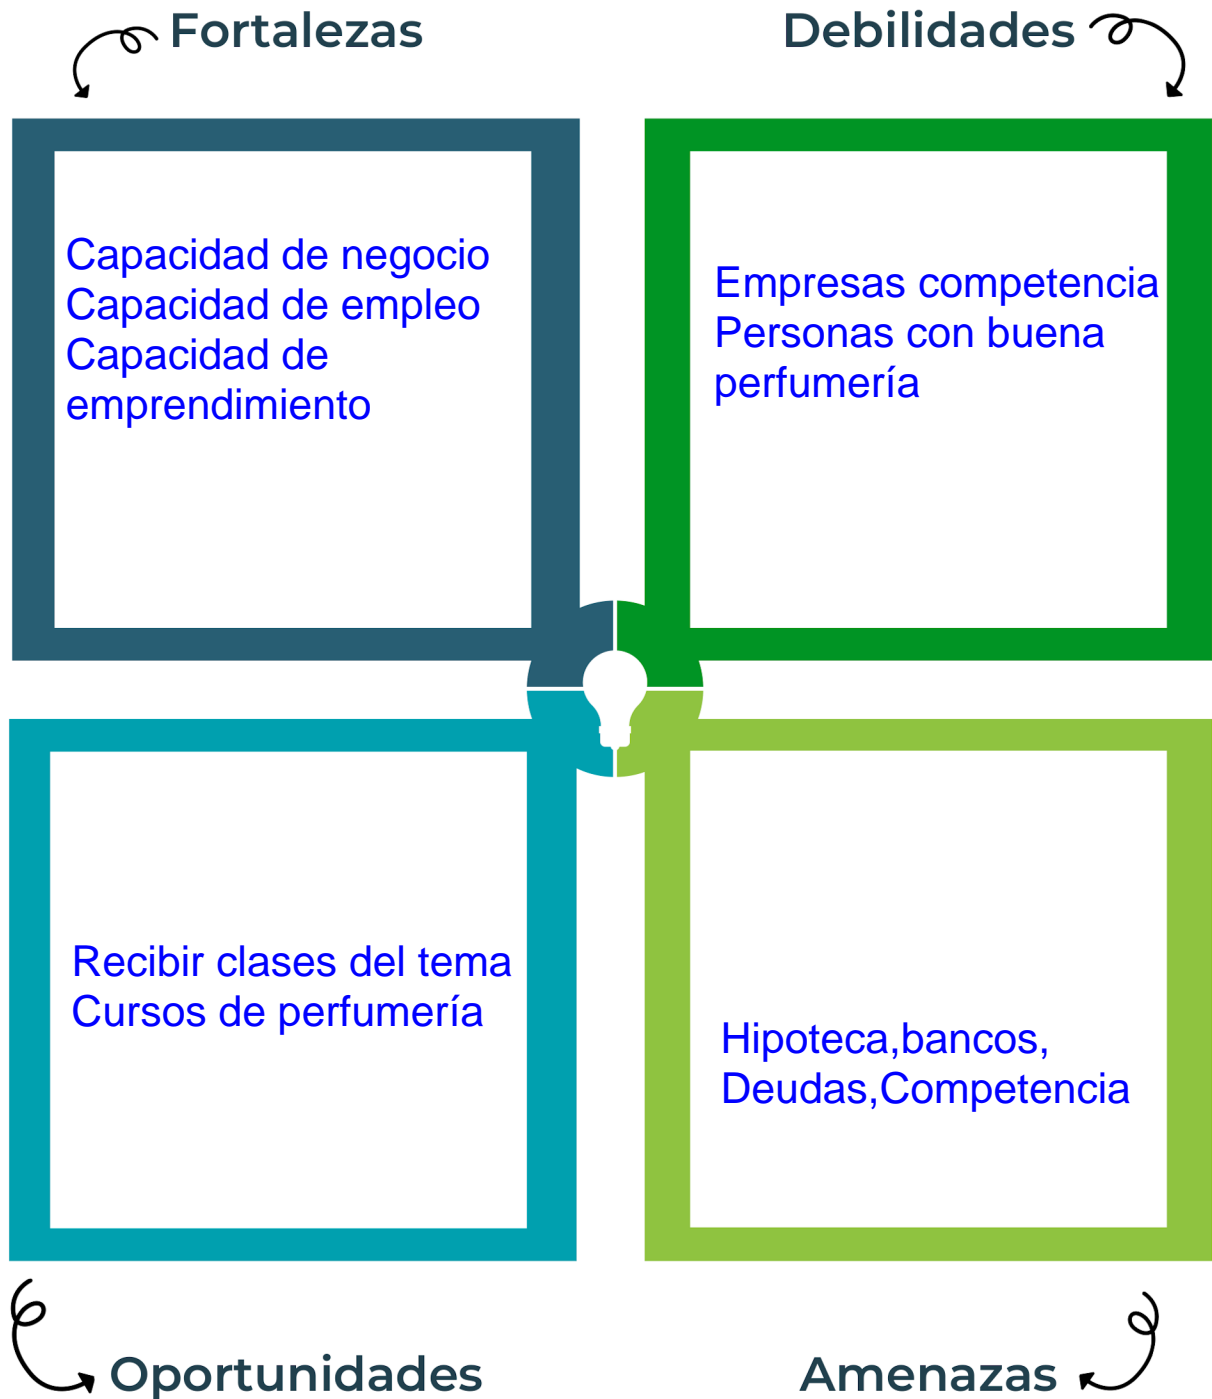 Fortalezas
Debilidades
Capacidad de negocio
Capacidad de empleo
Capacidad de
emprendimiento
Empresas competencia
Personas con buena
perfumería
Recibir clases del tema
Cursos de perfumería
Hipoteca,bancos,
Deudas,Competencia
Oportunidades
Amenazas